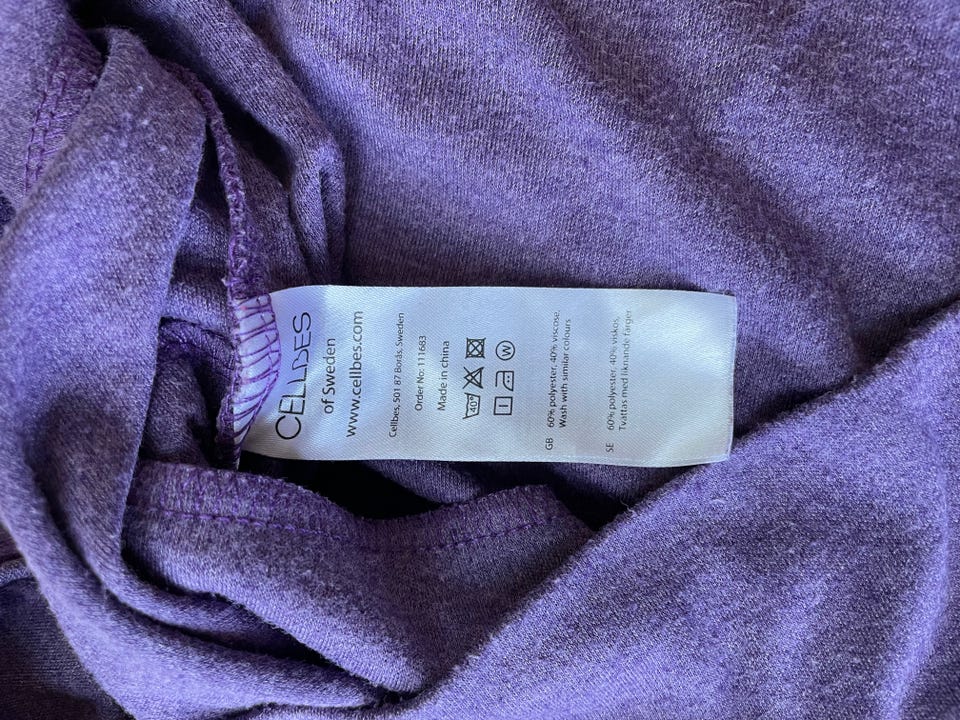 CELLBES
of Sweden
www.cellbes.com
Cellbes, 501 87 Borås, Sweden
Order No: 111683
Made in china
40°
W
GB 60% polyester, 40% viscose,
Wash with similar colours
SE 60% polyester, 40% viskos,
Tvättas med liknande färger